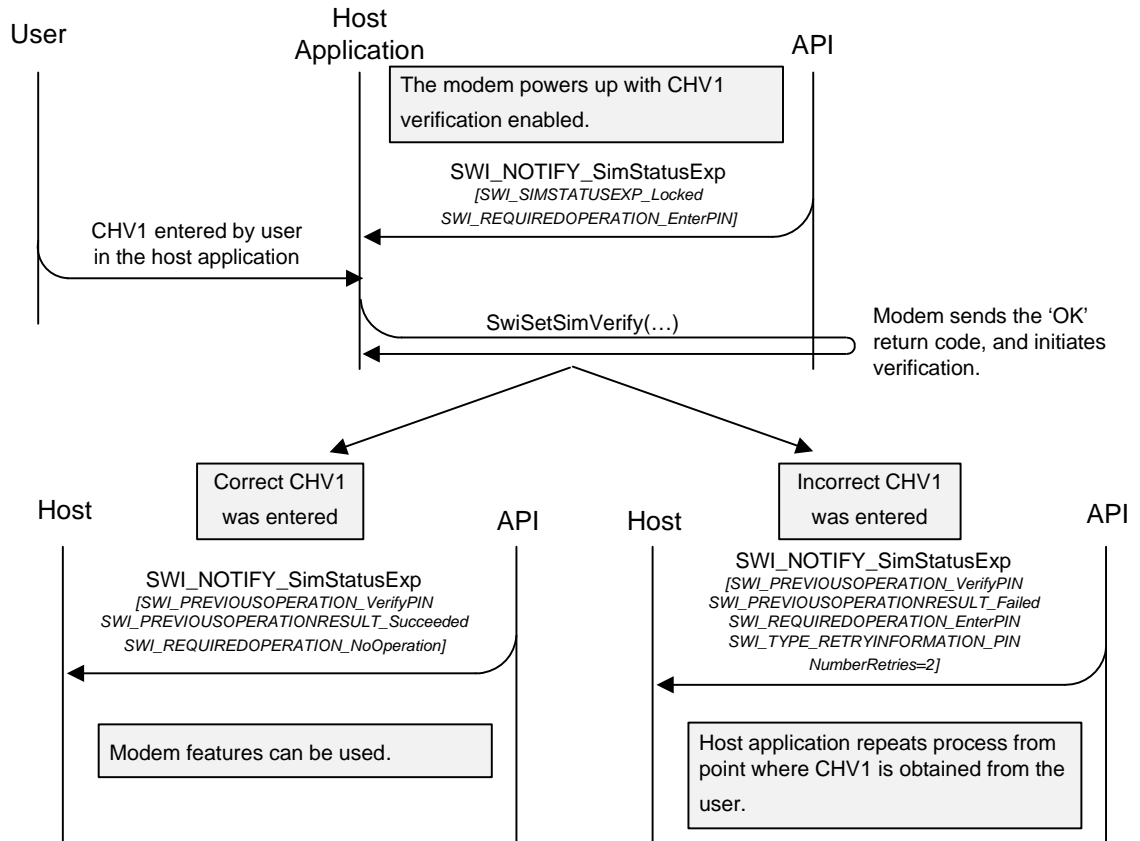 User
Host
Application
API
The modem powers up with CHV1
verification enabled.
SWI_NOTIFY_SimStatusExp
[SWI_SIMSTATUSEXP_Locked
SWI_REQUIREDOPERATION_EnterPIN]
CHV1 entered by user
in the host application
SwiSetSimVerify(…)
Modem sends the ‘OK’
return code, and initiates
verification.
Correct CHV1
was entered
Host
API
SWI_NOTIFY_SimStatusExp
[SWI_PREVIOUSOPERATION_VerifyPIN
SWI_PREVIOUSOPERATIONRESULT_Succeeded
SWI_REQUIREDOPERATION_NoOperation]
Modem features can be used.
Incorrect CHV1
was entered
Host
API
SWI_NOTIFY_SimStatusExp
[SWI_PREVIOUSOPERATION_VerifyPIN
SWI_PREVIOUSOPERATIONRESULT_Failed
SWI_REQUIREDOPERATION_EnterPIN
SWI_TYPE_RETRYINFORMATION_PIN
NumberRetries=2]
Host application repeats process from
point where CHV1 is obtained from the
user.